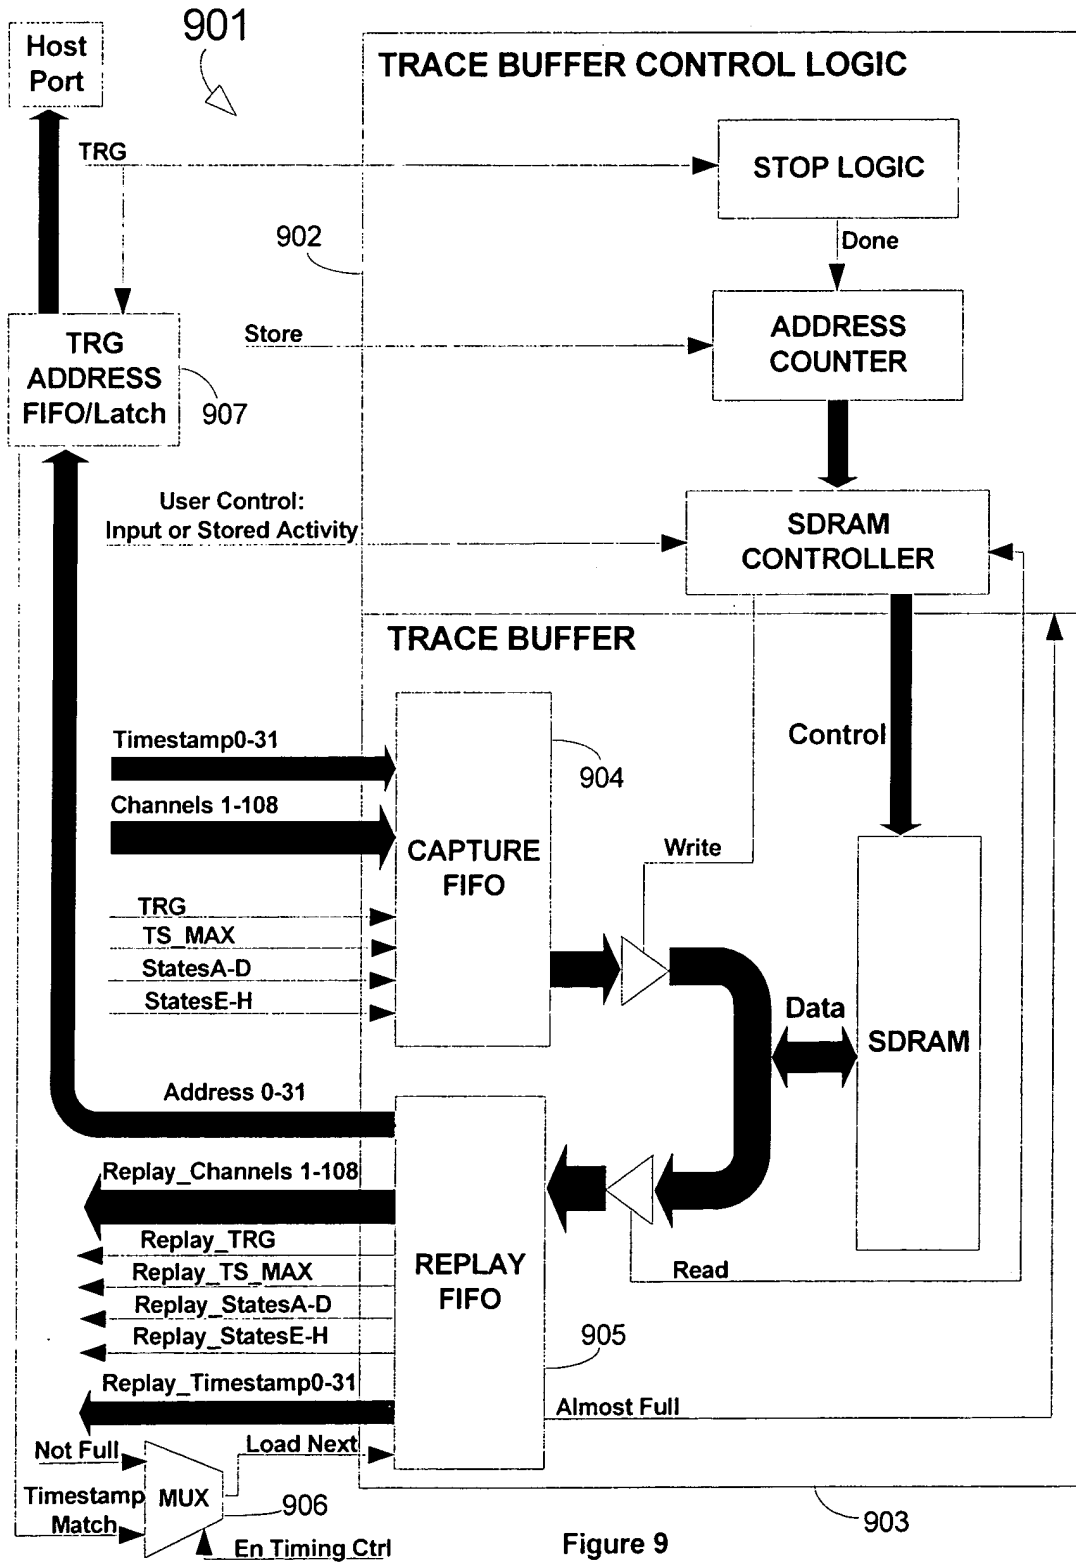 901
Host
Port
TRACE BUFFER CONTROL LOGIC
TRG
STOP LOGIC
902
Done
TRG
ADDRESS
FIFO/Latch
907
Store
ADDRESS
COUNTER
User Control:
Input or Stored Activity
SDRAM
CONTROLLER
TRACE BUFFER
Timestamp0-31
904
Control
Channels 1-108
CAPTURE
FIFO
Write
TRG
TS_MAX
StatesA-D
StatesE-H
Data
SDRAM
Address 0-31
Replay_Channels 1-108
Replay_TRG
Replay_TS_MAX
Replay_StatesA-D
Replay_StatesE-H
REPLAY
FIFO
Read
905
Replay_Timestamp0-31
Almost Full
Not Full
Load Next
Timestamp
Match
MUX
906
En Timing Ctrl
903
Figure 9